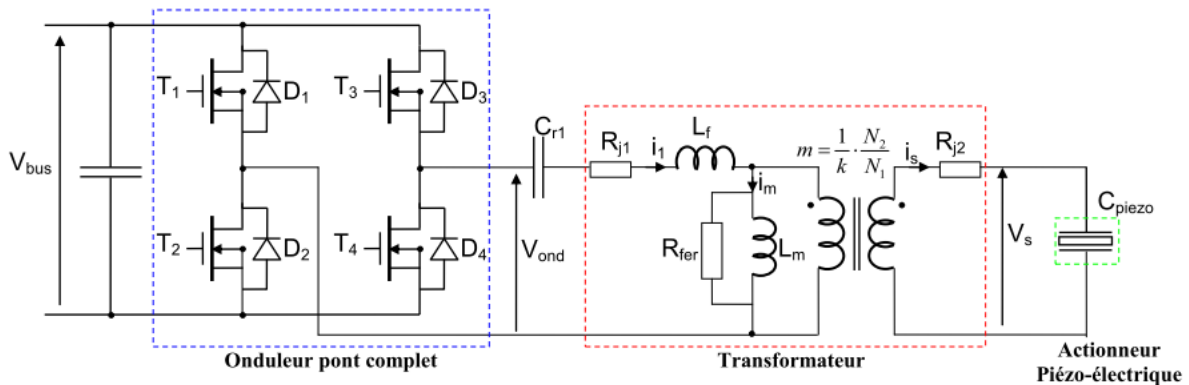 T1
D1
T3
D3
Vbus
T2
D2
T4
D4
Cr1
Vond
Rj1
i1
Lf
im
Rfer
Lm
m = 1/k · N2/N1
is
Rj2
Vs
Cpiezo
Onduleur pont complet
Transformateur
Actionneur
Piézo-électrique